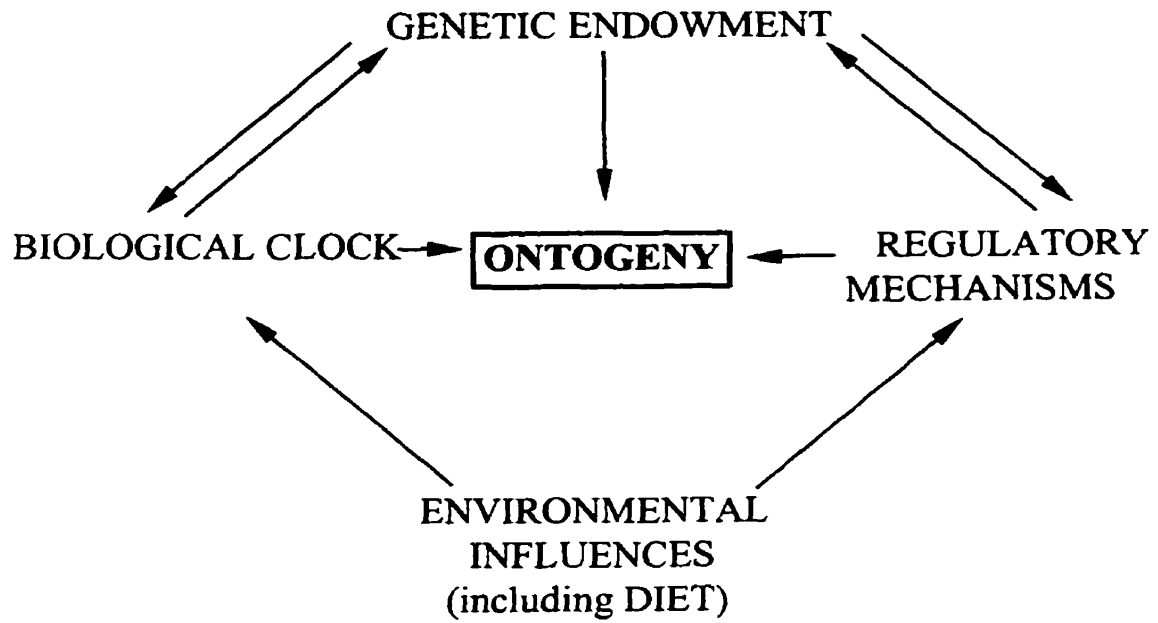 GENETIC ENDOWMENT
BIOLOGICAL CLOCK
ONTOGENY
REGULATORY
MECHANISMS
ENVIRONMENTAL
INFLUENCES
(including DIET)